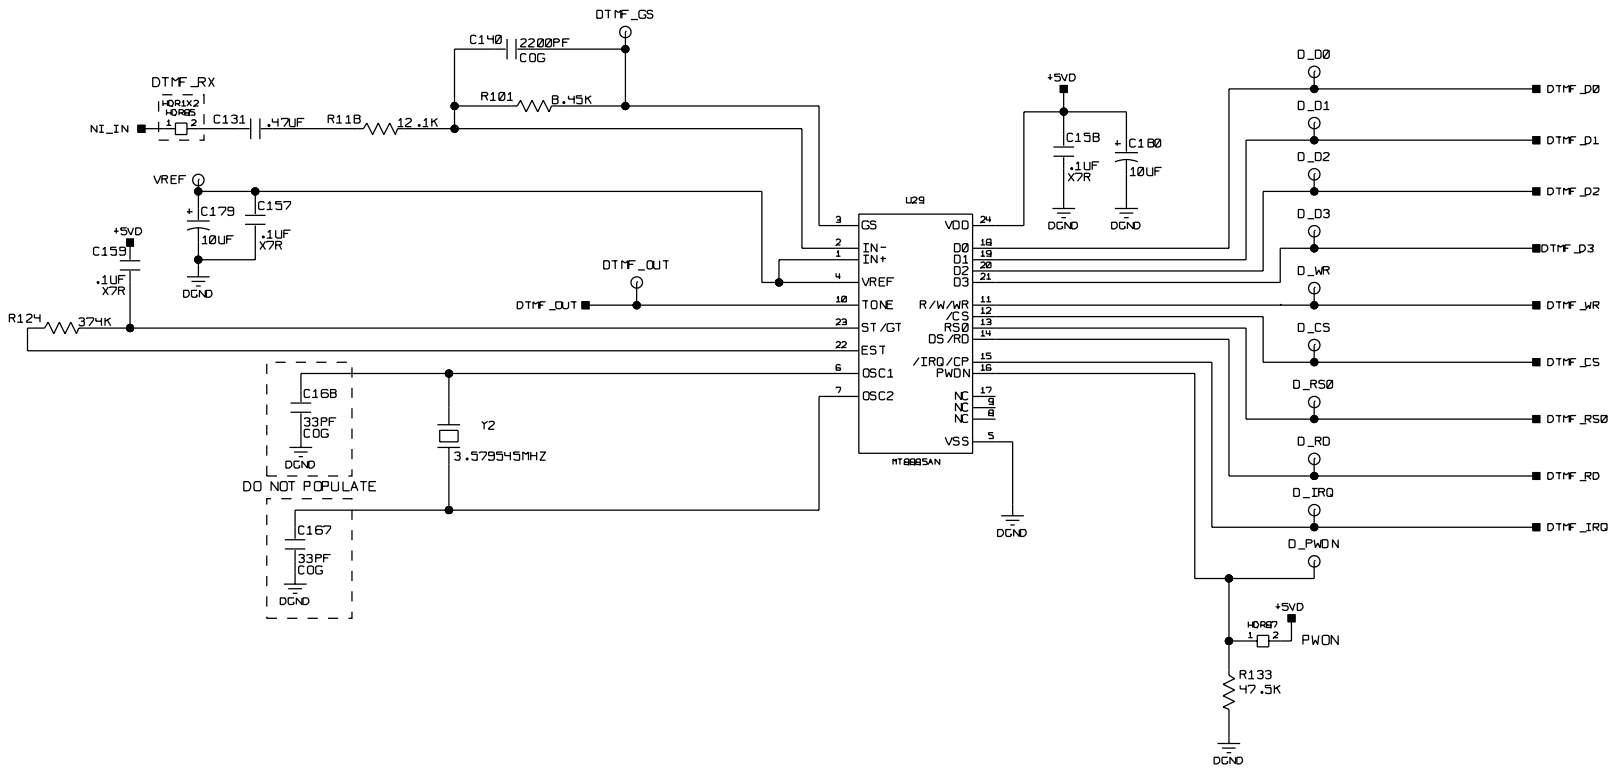 DTMF_GS
C140
2200PF
COG
R101
8.45K
DTMF_RX
HDR1X2
HDR85
1 2
NI_IN
C131
.47UF
R118
12.1K
VREF
C179
10UF
C157
.1UF
X7R
DGND
+5VD
C159
.1UF
X7R
R124
374K
DTMF_OUT
DTMF_OUT
C168
33PF
COG
DGND
DO NOT POPULATE
C167
33PF
COG
DGND
Y2
3.579545MHZ
U29
3 GS
2 IN-
1 IN+
4 VREF
10 TONE
23 ST/GT
22 EST
6 OSC1
7 OSC2
VDD 24
D0 18
D1 19
D2 20
D3 21
R/W/WR 11
/CS 12
RS0 13
DS/RD 14
/IRQ/CP 15
PWDN 16
NC 17
NC 9
NC 8
VSS 5
MT8885AN
DGND
+5VD
C158
.1UF
X7R
DGND
+
C180
10UF
DGND
D_D0
DTMF_D0
D_D1
DTMF_D1
D_D2
DTMF_D2
D_D3
DTMF_D3
D_WR
DTMF_WR
D_CS
DTMF_CS
D_RS0
DTMF_RS0
D_RD
DTMF_RD
D_IRQ
DTMF_IRQ
D_PWDN
+5VD
HDR87
1 2
PWDN
R133
47.5K
DGND